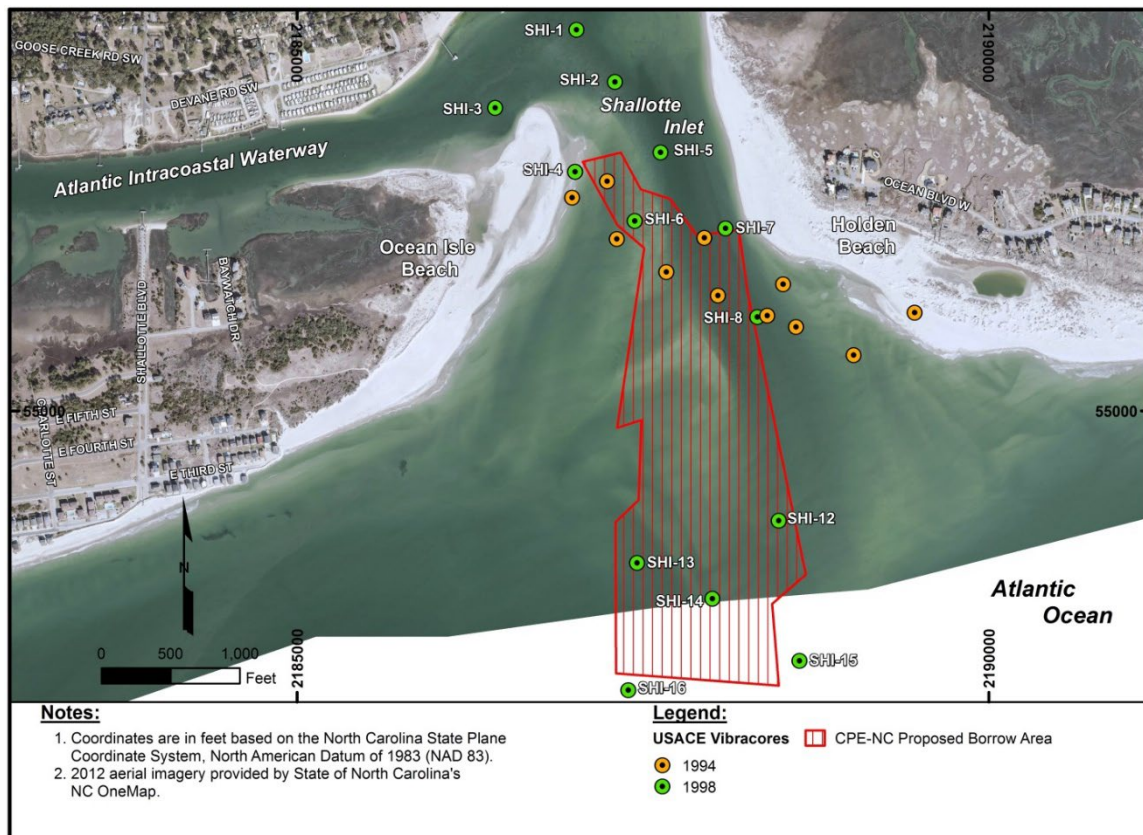 GOOSE CREEK RD SW
DEVANE RD SW
2185000
2190000
SHI-1
SHI-2
SHI-3
Shallotte
Inlet
SHI-5
Atlantic Intracoastal Waterway
SHI-4
OCEAN BLVD W
SHI-6
SHI-7
Ocean Isle
Beach
Holden
Beach
SHALLOTTE BLVD
BAYWATCH DR
SHI-8
55000
55000
CHARLOTTE ST
E FIFTH ST
E FOURTH ST
E THIRD ST
SHI-12
N
SHI-13
SHI-14
Atlantic
Ocean
0 500 1,000
Feet
2185000
2190000
SHI-15
SHI-16
Notes:
1. Coordinates are in feet based on the North Carolina State Plane
Coordinate System, North American Datum of 1983 (NAD 83).
2. 2012 aerial imagery provided by State of North Carolina's
NC OneMap.
Legend:
USACE Vibracores
1994
1998
CPE-NC Proposed Borrow Area